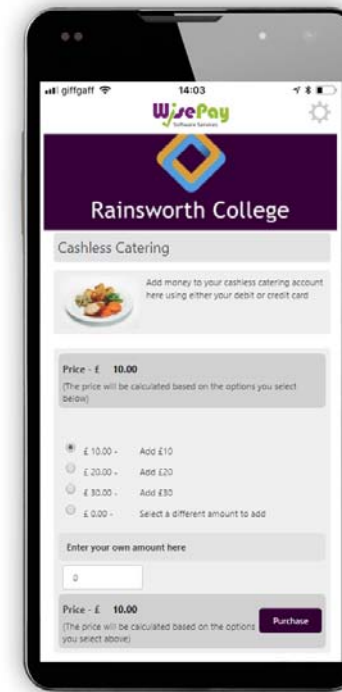 giffgaff 14:03
WisePay
Software Services
Rainsworth College
Cashless Catering
Add money to your cashless catering account
here using either your debit or credit card
Price - £ 10.00
(The price will be calculated based on the options you select
below)
£ 10.00 - Add £10
£ 20.00 - Add £20
£ 30.00 - Add £30
£ 0.00 - Select a different amount to add
Enter your own amount here
0
Price - £ 10.00
(The price will be calculated based on the options
you select above)
Purchase